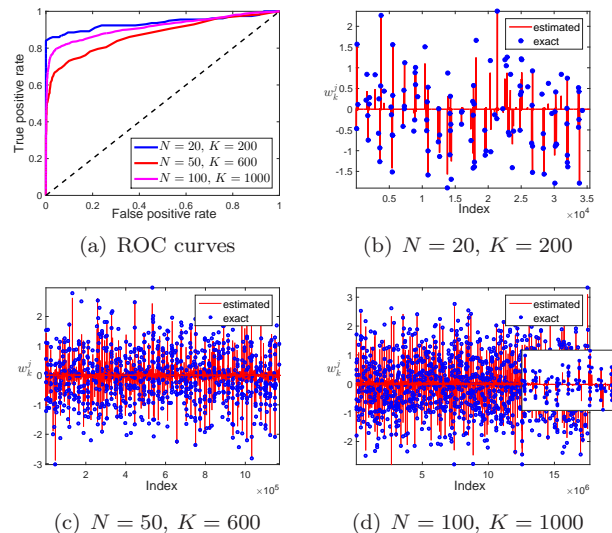 True positive rate
1
0.8
0.6
0.4
0.2
0
0 0.2 0.4 0.6 0.8 1
False positive rate
N = 20, K = 200
N = 50, K = 600
N = 100, K = 1000
(a) ROC curves
w_k^j
2
1.5
1
0.5
0
-0.5
-1
-1.5
estimated
exact
0.5 1 1.5 2 2.5 3 3.5
Index
×10^4
(b) N = 20, K = 200
w_k^j
2
1
0
-1
-2
-3
estimated
exact
2 4 6 8 10
Index
×10^5
(c) N = 50, K = 600
w_k^j
3
2
1
0
-1
-2
estimated
exact
5 10 15
Index
×10^6
(d) N = 100, K = 1000